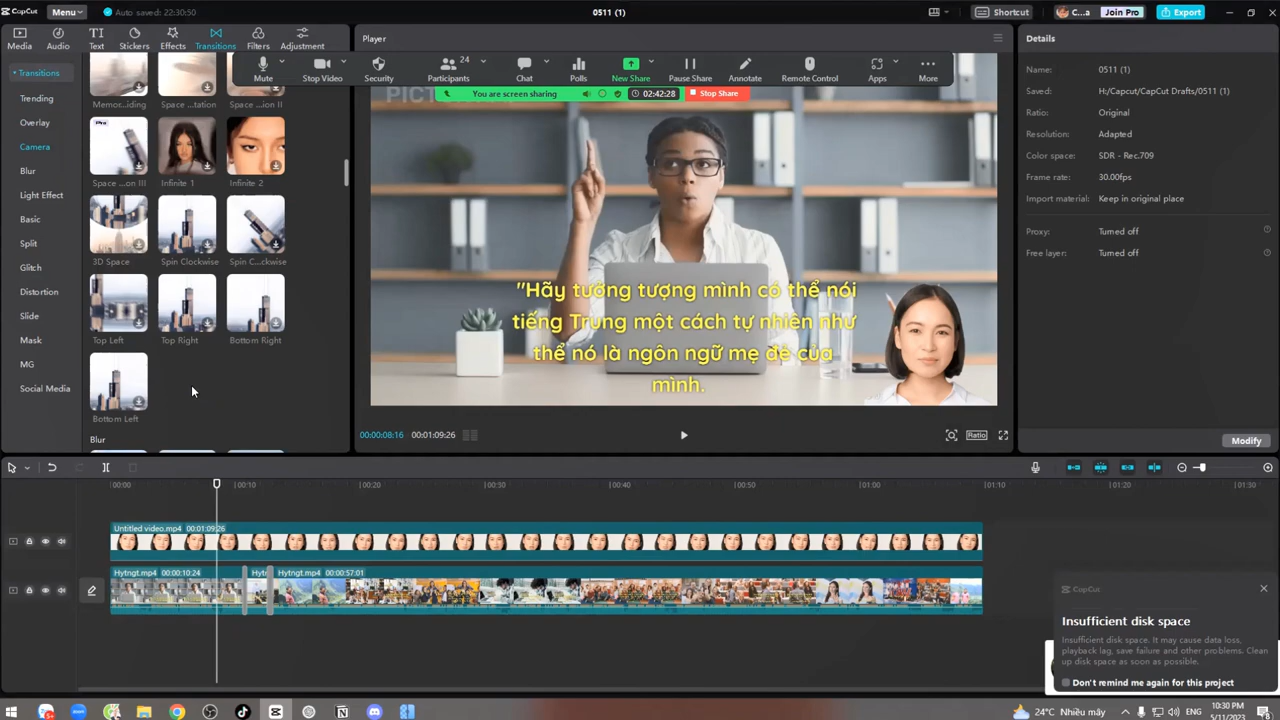 CapCut
Menu
Auto saved: 22:30:50
0511 (1)
Shortcut
C...a
Join Pro
Export
Media
Audio
Text
Stickers
Effects
Transitions
Filters
Adjustment
Player
Details
Mute
Stop Video
Security
Participants
24
Chat
Polls
New Share
Pause Share
Annotate
Remote Control
Apps
More
You are screen sharing
02:42:28
Stop Share
Transitions
Trending
Overlay
Camera
Blur
Light Effect
Basic
Split
Glitch
Distortion
Slide
Mask
MG
Social Media
Memor...iding
Space ...tation
Space ...ion II
Pro
Space ...on III
Infinite 1
Infinite 2
3D Space
Spin Clockwise
Spin C...ckwise
Top Left
Top Right
Bottom Right
Bottom Left
Blur
"Hãy tưởng tượng mình có thể nói
tiếng Trung một cách tự nhiên như
thể nó là ngôn ngữ mẹ đẻ của
mình.
00:00:08:16
00:01:09:26
Ratio
Name:
0511 (1)
Saved:
H:/Capcut/CapCut Drafts/0511 (1)
Ratio:
Original
Resolution:
Adapted
Color space:
SDR - Rec.709
Frame rate:
30.00fps
Import material:
Keep in original place
Proxy:
Turned off
Free layer:
Turned off
Modify
00:00
00:10
00:20
00:30
00:40
00:50
01:00
01:10
01:20
01:30
Untitled video.mp4 00:01:09:26
Hytngt.mp4 00:00:10:24
Hytn
Hytngt.mp4 00:00:57:01
CapCut
Insufficient disk space
Insufficient disk space. It may cause data loss,
playback lag, save failure and other problems. Clean
up disk space as soon as possible.
Don't remind me again for this project
24°C Nhiều mây
ENG
10:30 PM
5/11/2023